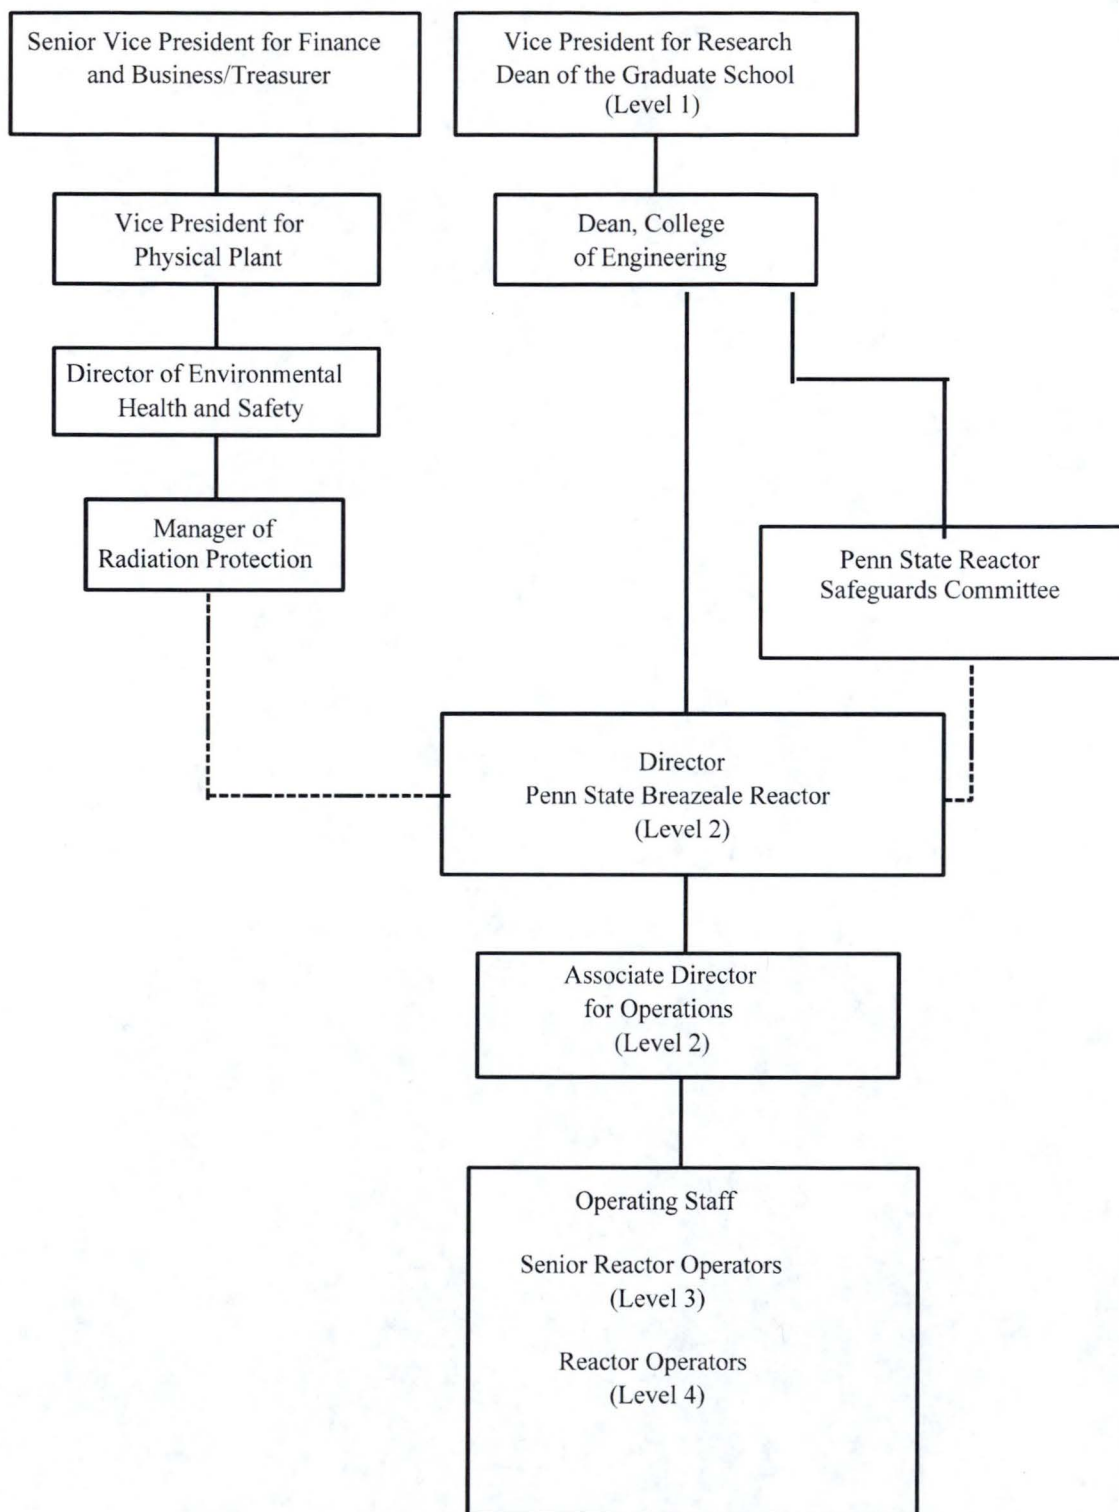 Senior Vice President for Finance
and Business/Treasurer
Vice President for Research
Dean of the Graduate School
(Level 1)
Vice President for
Physical Plant
Dean, College
of Engineering
Director of Environmental
Health and Safety
Manager of
Radiation Protection
Penn State Reactor
Safeguards Committee
Director
Penn State Breazeale Reactor
(Level 2)
Associate Director
for Operations
(Level 2)
Operating Staff
Senior Reactor Operators
(Level 3)
Reactor Operators
(Level 4)